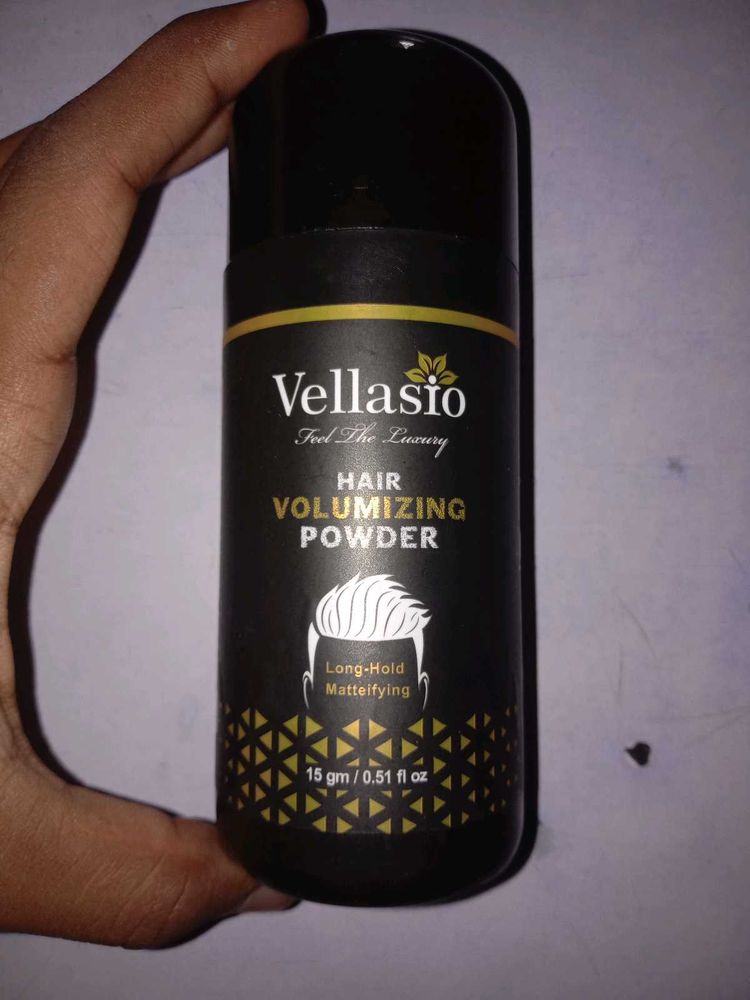 Vellasio
Feel The Luxury
HAIR
VOLUMIZING
POWDER
Long-Hold
Matteifying
15 gm / 0.51 fl oz